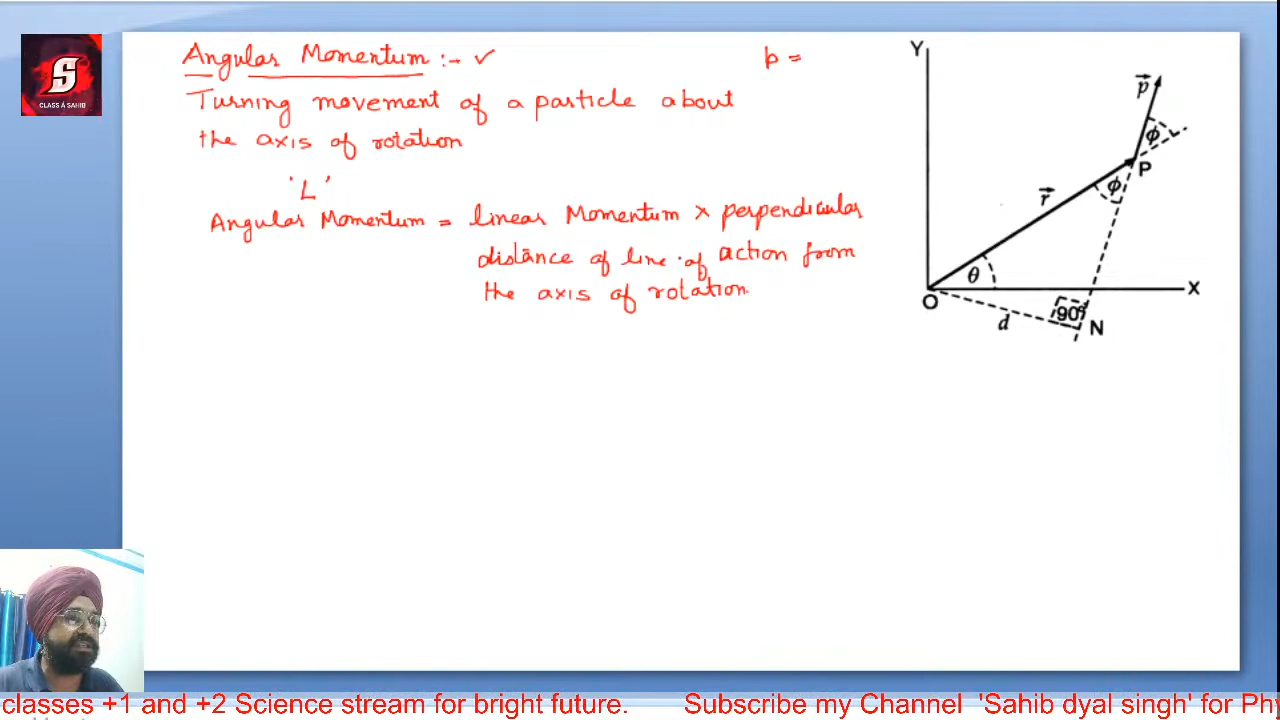 S
CLASS Á SAHIB
Angular Momentum :- ✓
p =
Turning movement of a particle about
the axis of rotation
'L'
Angular Momentum = linear Momentum × perpendicular
distance of line of action from
the axis of rotation
Y
p⃗
ϕ
P
ϕ
r⃗
θ
X
O
90°
d
N
classes +1 and +2 Science stream for bright future. Subscribe my Channel 'Sahib dyal singh' for Ph